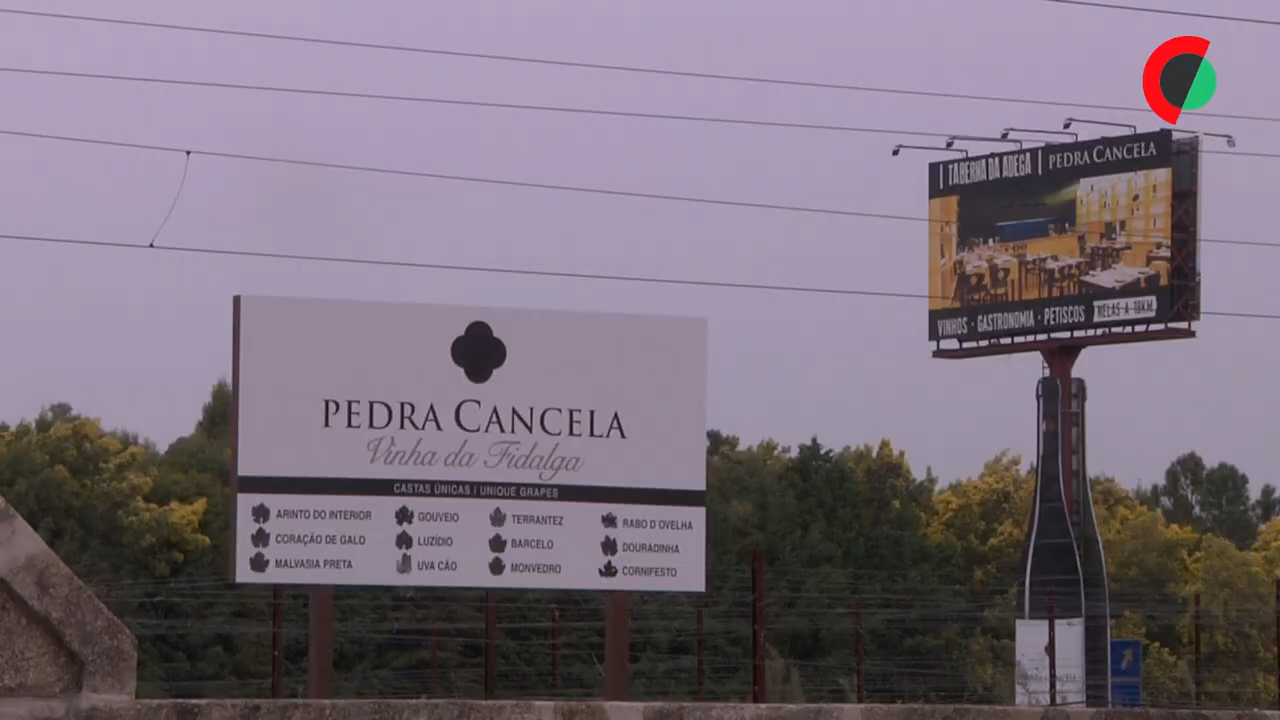 PEDRA CANCELA
Vinha da Fidalga
CASTAS ÚNICAS | UNIQUE GRAPES
ARINTO DO INTERIOR
GOUVEIO
TERRANTEZ
RABO D'OVELHA
CORAÇÃO DE GALO
LUZÍDIO
BARCELO
DOURADINHA
MALVASIA PRETA
UVA CÃO
MONVEDRO
CORNIFESTO
| TABERNA DA ADEGA | PEDRA CANCELA
VINHOS · GASTRONOMIA · PETISCOS NELAS A 10KM